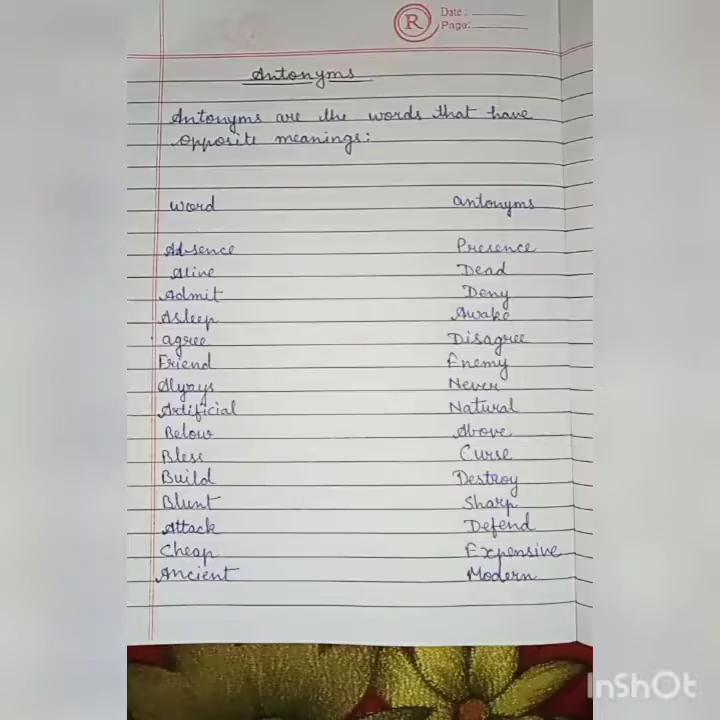 R
Date:
Page:
Antonyms
Antonyms are the words that have
opposite meanings:
word antonyms
Absence Presence
Alive Dead
Admit Deny
Asleep Awake
agree Disagree
Friend Enemy
Always Never
Artificial Natural
Below Above
Bless Curse
Build Destroy
Blunt Sharp
Attack Defend
Cheap Expensive
Ancient Modern
InShOt